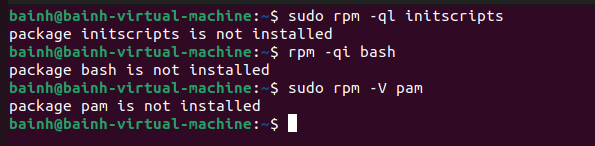 bainh@bainh-virtual-machine:~$ sudo rpm -ql initscripts
package initscripts is not installed
bainh@bainh-virtual-machine:~$ rpm -qi bash
package bash is not installed
bainh@bainh-virtual-machine:~$ sudo rpm -V pam
package pam is not installed
bainh@bainh-virtual-machine:~$